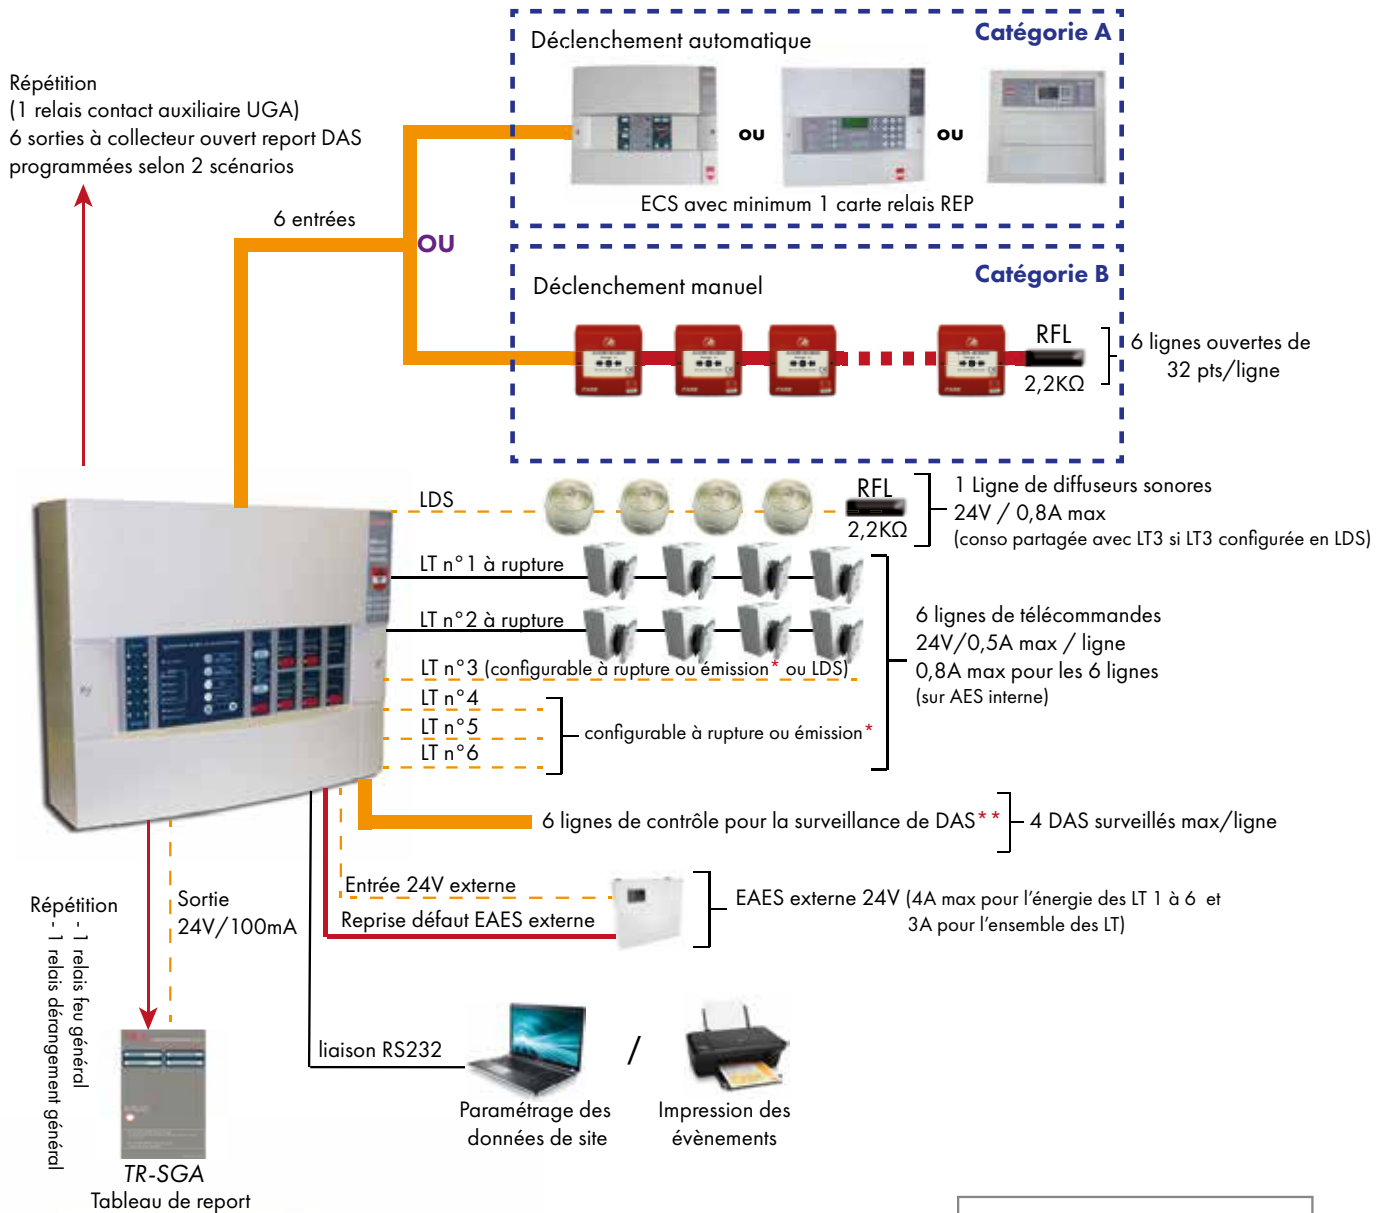 Répétition
(1 relais contact auxiliaire UGA)
6 sorties à collecteur ouvert report DAS
programmées selon 2 scénarios
6 entrées
OU
Déclenchement automatique
Catégorie A
ou
ou
ECS avec minimum 1 carte relais REP
Catégorie B
Déclenchement manuel
RFL
2,2KΩ
6 lignes ouvertes de
32 pts/ligne
LDS
RFL
2,2KΩ
1 Ligne de diffuseurs sonores
24V / 0,8A max
(conso partagée avec LT3 si LT3 configurée en LDS)
LT n°1 à rupture
LT n°2 à rupture
LT n°3 (configurable à rupture ou émission* ou LDS)
LT n°4
LT n°5
LT n°6
configurable à rupture ou émission*
6 lignes de télécommandes
24V/0,5A max / ligne
0,8A max pour les 6 lignes
(sur AES interne)
6 lignes de contrôle pour la surveillance de DAS**
4 DAS surveillés max/ligne
Entrée 24V externe
Reprise défaut EAES externe
EAES externe 24V (4A max pour l'énergie des LT 1 à 6 et
3A pour l'ensemble des LT)
Répétition
- 1 relais feu général
- 1 relais dérangement général
Sortie
24V/100mA
liaison RS232
/
Paramétrage des
données de site
Impression des
évènements
TR-SGA
Tableau de report